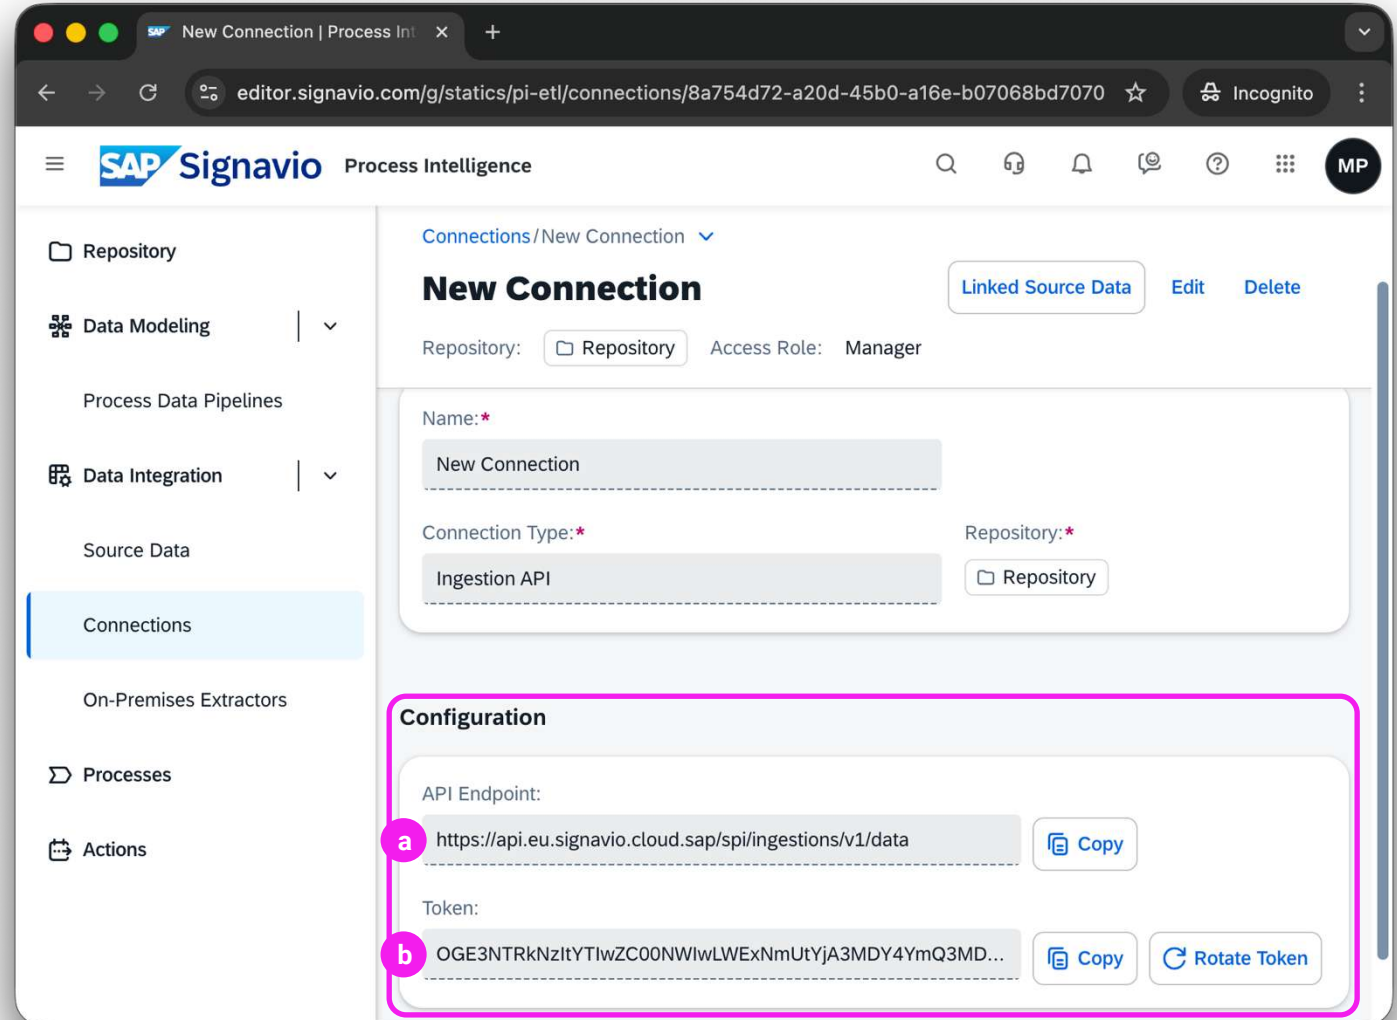 SAP New Connection | Process Int
editor.signavio.com/g/statics/pi-etl/connections/8a754d72-a20d-45b0-a16e-b07068bd7070
Incognito
SAP Signavio Process Intelligence
MP
Repository
Data Modeling
Process Data Pipelines
Data Integration
Source Data
Connections
On-Premises Extractors
Processes
Actions
Connections/New Connection
New Connection
Linked Source Data Edit Delete
Repository: Repository Access Role: Manager
Name:*
New Connection
Connection Type:* Repository:*
Ingestion API Repository
Configuration
API Endpoint:
a https://api.eu.signavio.cloud.sap/spi/ingestions/v1/data Copy
Token:
b OGE3NTRkNzItYTIwZC00NWIwLWExNmUtYjA3MDY4YmQ3MD... Copy Rotate Token